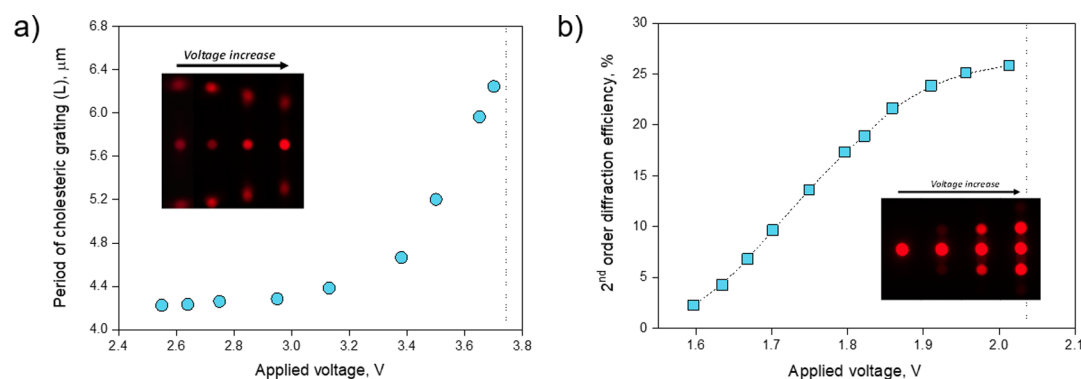 a)
Period of cholesteric grating (L), μm
6.8
6.4
6.0
5.6
5.2
4.8
4.4
4.0
Voltage increase
2.4 2.6 2.8 3.0 3.2 3.4 3.6 3.8
Applied voltage, V
b)
2nd order diffraction efficiency, %
30
25
20
15
10
5
0
Voltage increase
1.6 1.7 1.8 1.9 2.0 2.1
Applied voltage, V